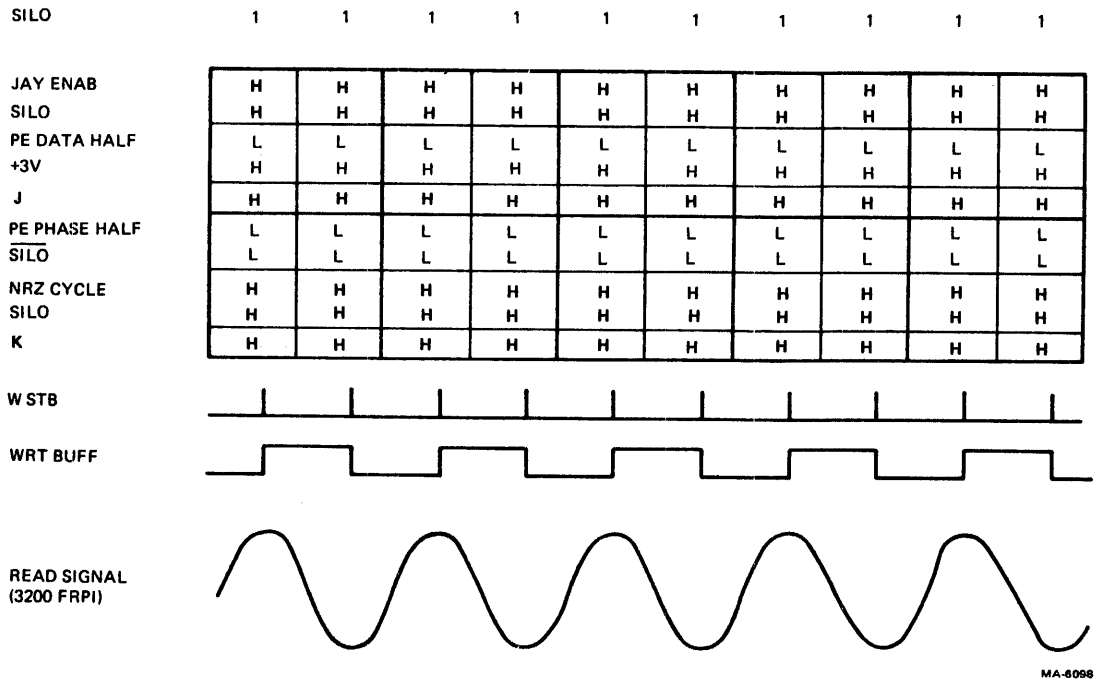 SILO 1 1 1 1 1 1 1 1 1 1
JAY ENAB H H H H H H H H H H
SILO H H H H H H H H H H
PE DATA HALF L L L L L L L L L L
+3V H H H H H H H H H H
J H H H H H H H H H H
PE PHASE HALF L L L L L L L L L L
S̅I̅L̅O̅ L L L L L L L L L L
NRZ CYCLE H H H H H H H H H H
SILO H H H H H H H H H H
K H H H H H H H H H H
W STB
WRT BUFF
READ SIGNAL
(3200 FRPI)
MA-6098